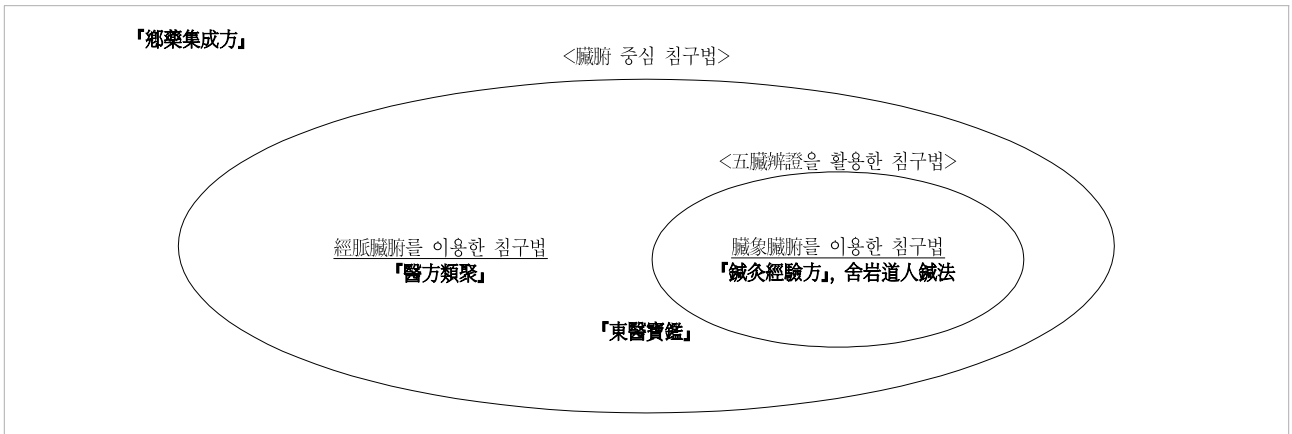 『鄕藥集成方』
<臟腑 중심 침구법>
<五臟辨證을 활용한 침구법>
經脈臟腑를 이용한 침구법
『醫方類聚』
臟象臟腑를 이용한 침구법
『鍼灸經驗方』, 舍岩道人鍼法
『東醫寶鑑』